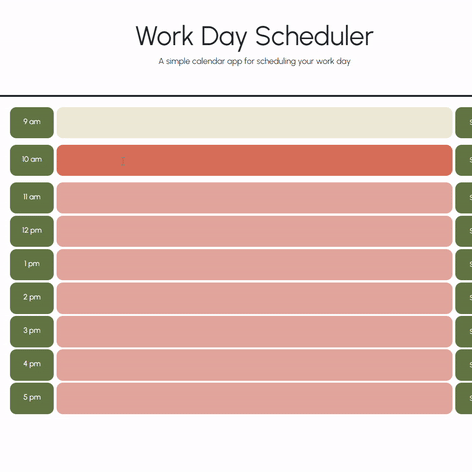 Work Day Scheduler
A simple calendar app for scheduling your work day
9 am
10 am
11 am
12 pm
1 pm
2 pm
3 pm
4 pm
5 pm